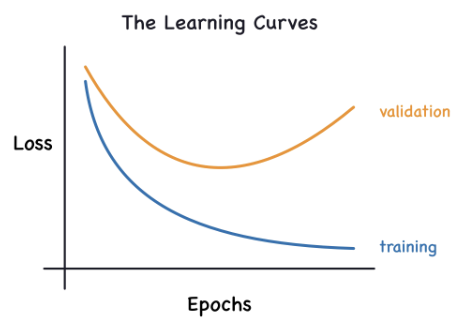 The Learning Curves
validation
Loss
training
Epochs